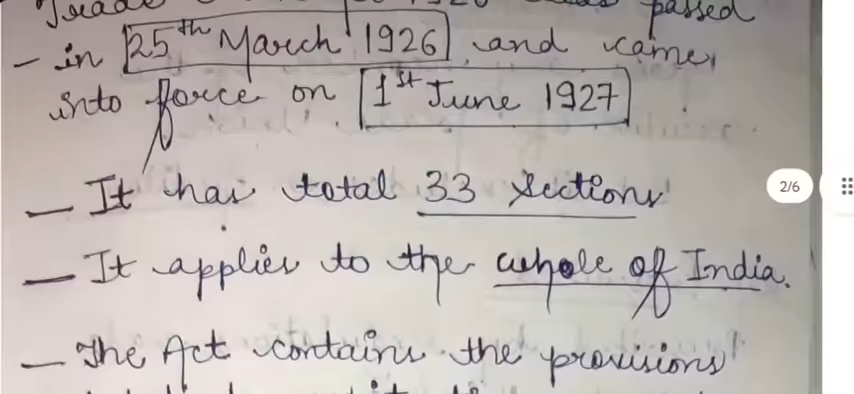 passed
- in 25th March 1926 and came
into force on 1st June 1927
- It has total 33 Sections
- It applies to the whole of India.
- The Act contains the provisions
2/6